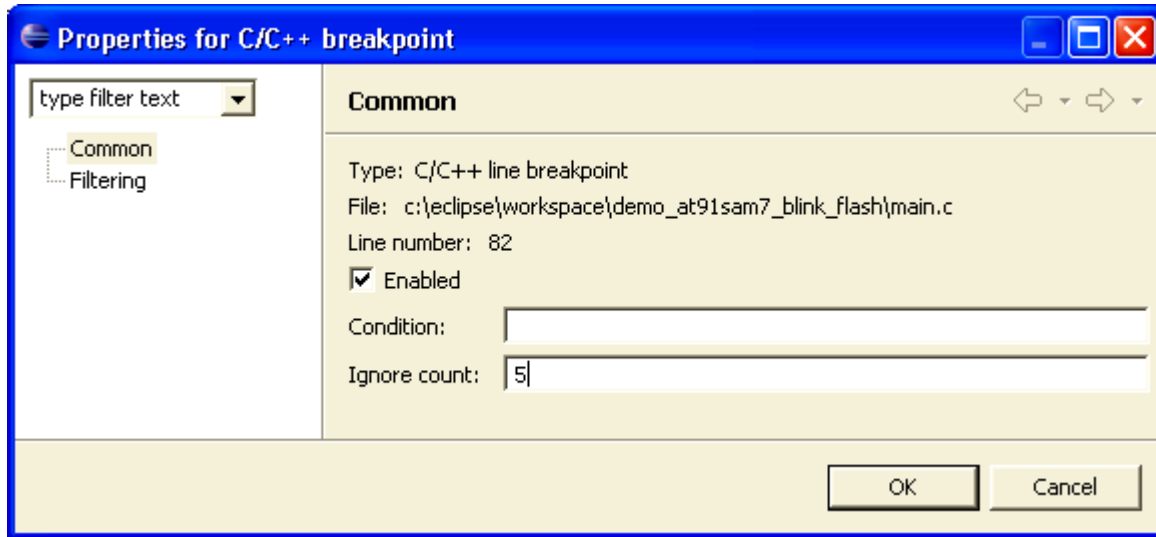 Properties for C/C++ breakpoint
type filter text
Common
Filtering
Common
Type: C/C++ line breakpoint
File: c:\eclipse\workspace\demo_at91sam7_blink_flash\main.c
Line number: 82
Enabled
Condition:
Ignore count: 5
OK
Cancel